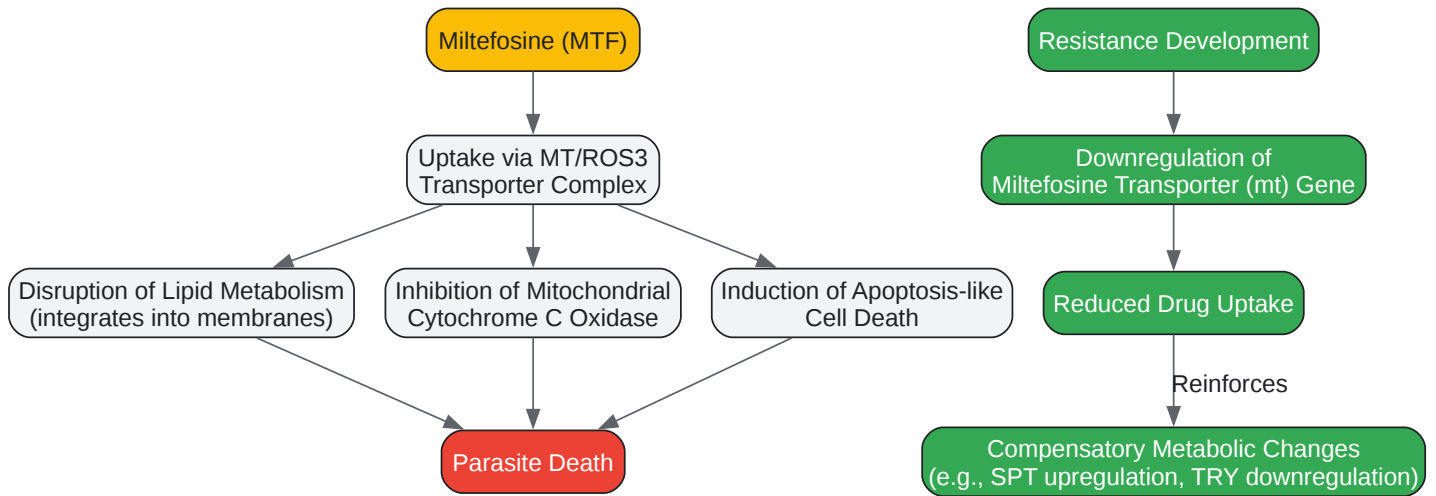 Miltefosine (MTF)
Uptake via MT/ROS3
Transporter Complex
Disruption of Lipid Metabolism
(integrates into membranes)
Inhibition of Mitochondrial
Cytochrome C Oxidase
Induction of Apoptosis-like
Cell Death
Parasite Death
Resistance Development
Downregulation of
Miltefosine Transporter (mt) Gene
Reduced Drug Uptake
Reinforces
Compensatory Metabolic Changes
(e.g., SPT upregulation, TRY downregulation)